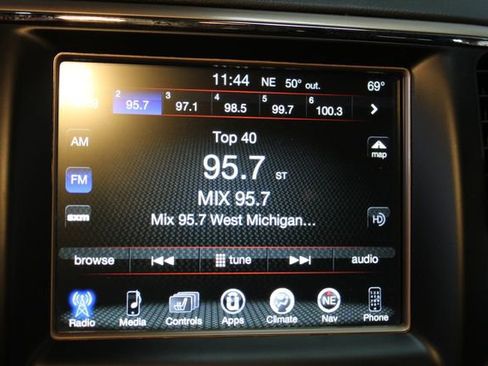 11:44 NE 50° out. 69°
2 95.7 3 97.1 4 98.5 5 99.7 6 100.3
AM
Top 40
map
95.7 ST
FM
MIX 95.7
sxm
Mix 95.7 West Michigan...
HD
browse tune audio
NE
Radio Media Controls Apps Climate Nav Phone